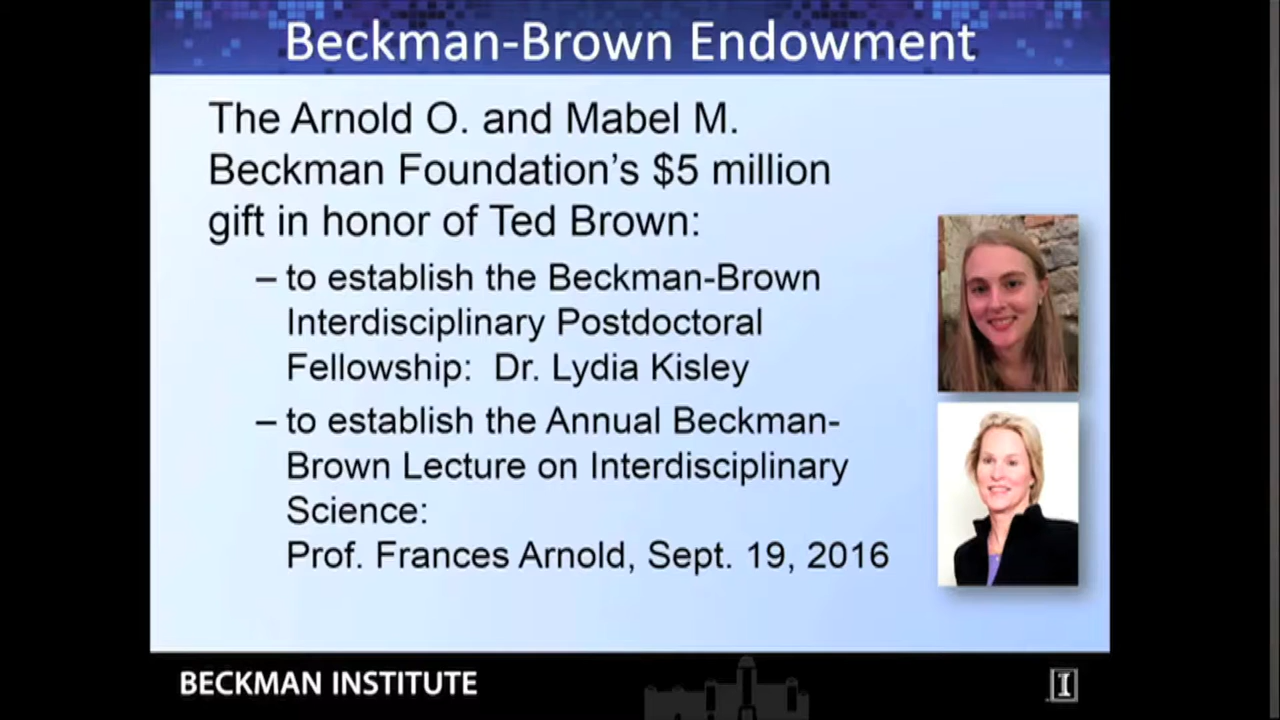 Beckman-Brown Endowment
The Arnold O. and Mabel M.
Beckman Foundation’s $5 million
gift in honor of Ted Brown:
– to establish the Beckman-Brown
Interdisciplinary Postdoctoral
Fellowship:  Dr. Lydia Kisley
– to establish the Annual Beckman-
Brown Lecture on Interdisciplinary
Science:
Prof. Frances Arnold, Sept. 19, 2016
BECKMAN INSTITUTE
I